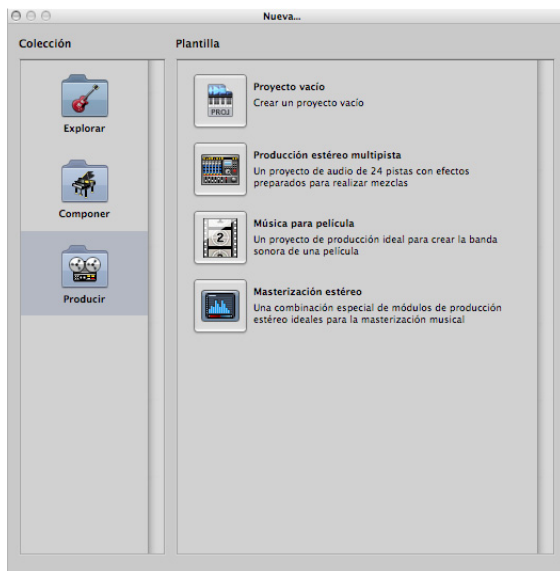 Nueva...
Colección
Plantilla
Explorar
Componer
Producir
PROJ
Proyecto vacío
Crear un proyecto vacío
Producción estéreo multipista
Un proyecto de audio de 24 pistas con efectos
preparados para realizar mezclas
2
Música para película
Un proyecto de producción ideal para crear la banda
sonora de una película
Masterización estéreo
Una combinación especial de módulos de producción
estéreo ideales para la masterización musical